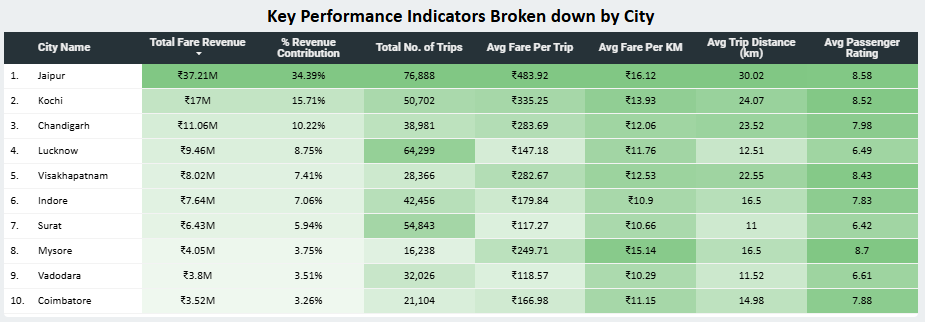 Key Performance Indicators Broken down by City
City Name Total Fare Revenue % Revenue Contribution Total No. of Trips Avg Fare Per Trip Avg Fare Per KM Avg Trip Distance (km) Avg Passenger Rating
1. Jaipur ₹37.21M 34.39% 76,888 ₹483.92 ₹16.12 30.02 8.58
2. Kochi ₹17M 15.71% 50,702 ₹335.25 ₹13.93 24.07 8.52
3. Chandigarh ₹11.06M 10.22% 38,981 ₹283.69 ₹12.06 23.52 7.98
4. Lucknow ₹9.46M 8.75% 64,299 ₹147.18 ₹11.76 12.51 6.49
5. Visakhapatnam ₹8.02M 7.41% 28,366 ₹282.67 ₹12.53 22.55 8.43
6. Indore ₹7.64M 7.06% 42,456 ₹179.84 ₹10.9 16.5 7.83
7. Surat ₹6.43M 5.94% 54,843 ₹117.27 ₹10.66 11 6.42
8. Mysore ₹4.05M 3.75% 16,238 ₹249.71 ₹15.14 16.5 8.7
9. Vadodara ₹3.8M 3.51% 32,026 ₹118.57 ₹10.29 11.52 6.61
10. Coimbatore ₹3.52M 3.26% 21,104 ₹166.98 ₹11.15 14.98 7.88